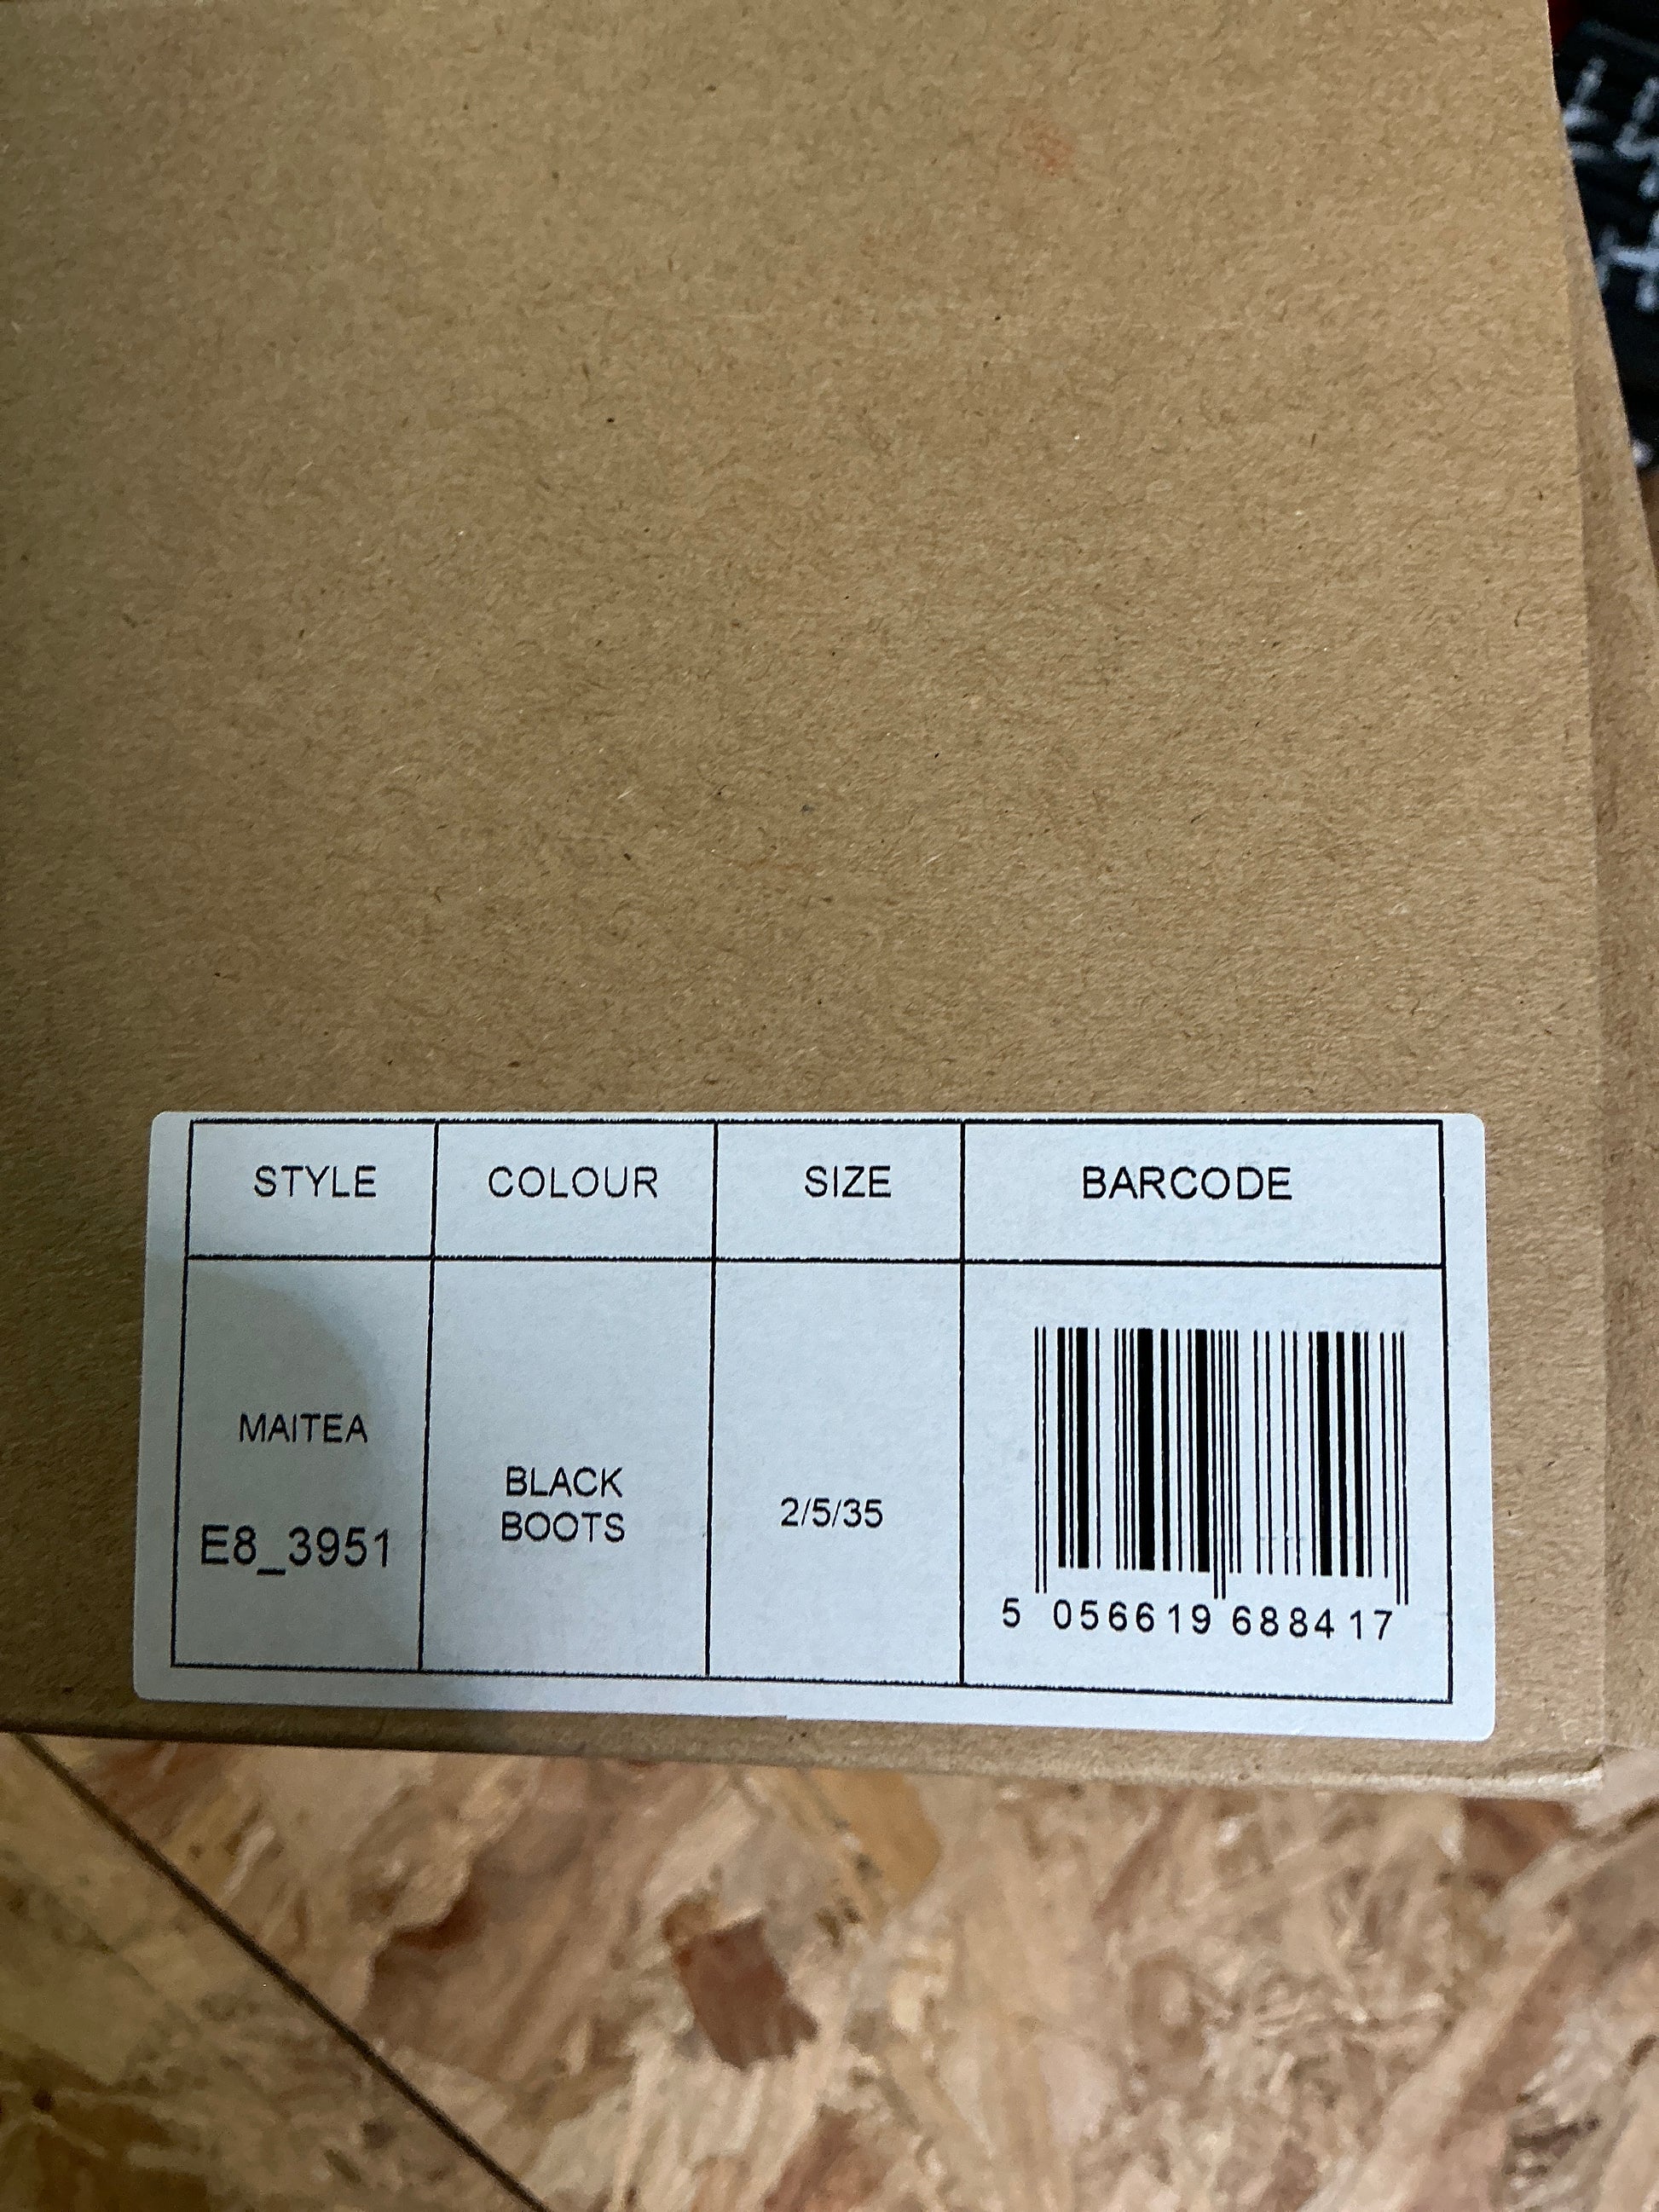 STYLE COLOUR SIZE BARCODE
MAITEA
E8_3951
BLACK
BOOTS
2/5/35
5 056619 688417